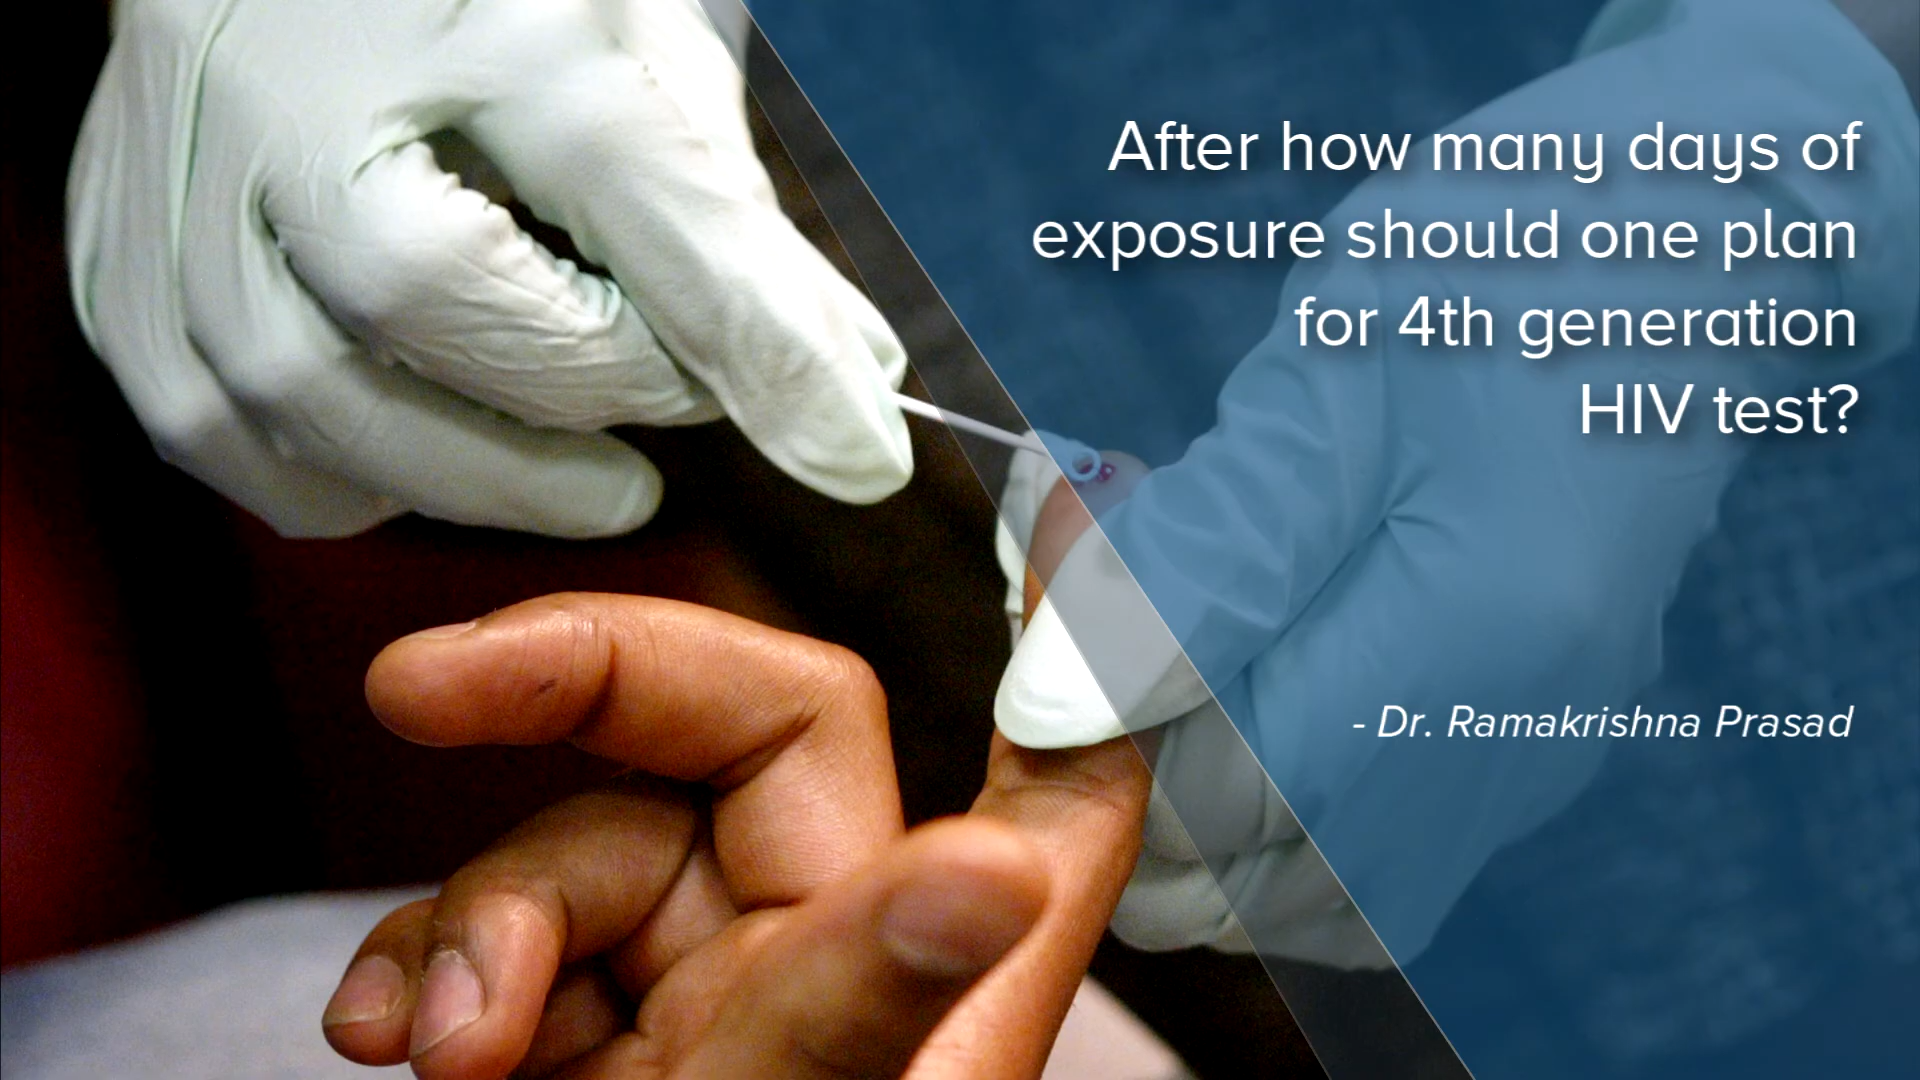 After how many days of
exposure should one plan
for 4th generation
HIV test?
- Dr. Ramakrishna Prasad